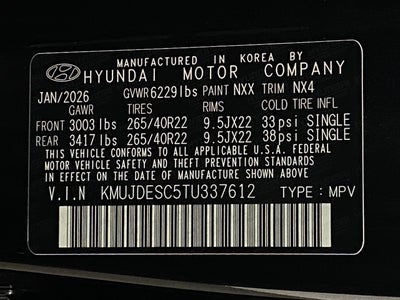 MANUFACTURED IN KOREA BY
HYUNDAI MOTOR COMPANY
JAN/2026 GVWR 6229lbs PAINT NXX TRIM NX4
GAWR TIRES RIMS COLD TIRE INFL
FRONT 3003 lbs 265/40R22 9.5JX22 33psi SINGLE
REAR 3417 lbs 265/40R22 9.5JX22 38psi SINGLE
THIS VEHICLE CONFORMS TO ALL APPLICABLE U.S.A. FEDERAL
MOTOR VEHICLE SAFETY AND THEFT PREVENTION STANDARDS
IN EFFECT ON THE DATE OF MANUFACTURE SHOWN ABOVE.
V.I.N KMUJDESC5TU337612 TYPE : MPV